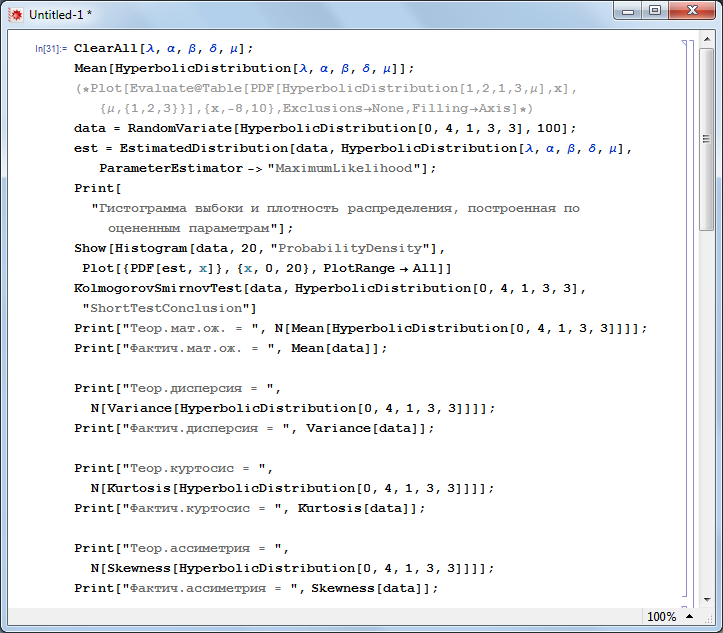 Untitled-1 *
In[31]:= ClearAll[λ, α, β, δ, μ];
Mean[HyperbolicDistribution[λ, α, β, δ, μ]];
(*Plot[Evaluate@Table[PDF[HyperbolicDistribution[1,2,1,3,μ],x],
{μ,{1,2,3}}],{x,-8,10},Exclusions→None,Filling→Axis]*)
data = RandomVariate[HyperbolicDistribution[0, 4, 1, 3, 3], 100];
est = EstimatedDistribution[data, HyperbolicDistribution[λ, α, β, δ, μ],
ParameterEstimator -> "MaximumLikelihood"];
Print[
"Гистограмма выбоки и плотность распределения, построенная по
оцененным параметрам"];
Show[Histogram[data, 20, "ProbabilityDensity"],
Plot[{PDF[est, x]}, {x, 0, 20}, PlotRange → All]]
KolmogorovSmirnovTest[data, HyperbolicDistribution[0, 4, 1, 3, 3],
"ShortTestConclusion"]
Print["Теор.мат.ож. = ", N[Mean[HyperbolicDistribution[0, 4, 1, 3, 3]]]];
Print["Фактич.мат.ож. = ", Mean[data]];
Print["Теор.дисперсия = ",
N[Variance[HyperbolicDistribution[0, 4, 1, 3, 3]]]];
Print["Фактич.дисперсия = ", Variance[data]];
Print["Теор.куртосис = ",
N[Kurtosis[HyperbolicDistribution[0, 4, 1, 3, 3]]]];
Print["Фактич.куртосис = ", Kurtosis[data]];
Print["Теор.ассиметрия = ",
N[Skewness[HyperbolicDistribution[0, 4, 1, 3, 3]]]];
Print["Фактич.ассиметрия = ", Skewness[data]];
100%